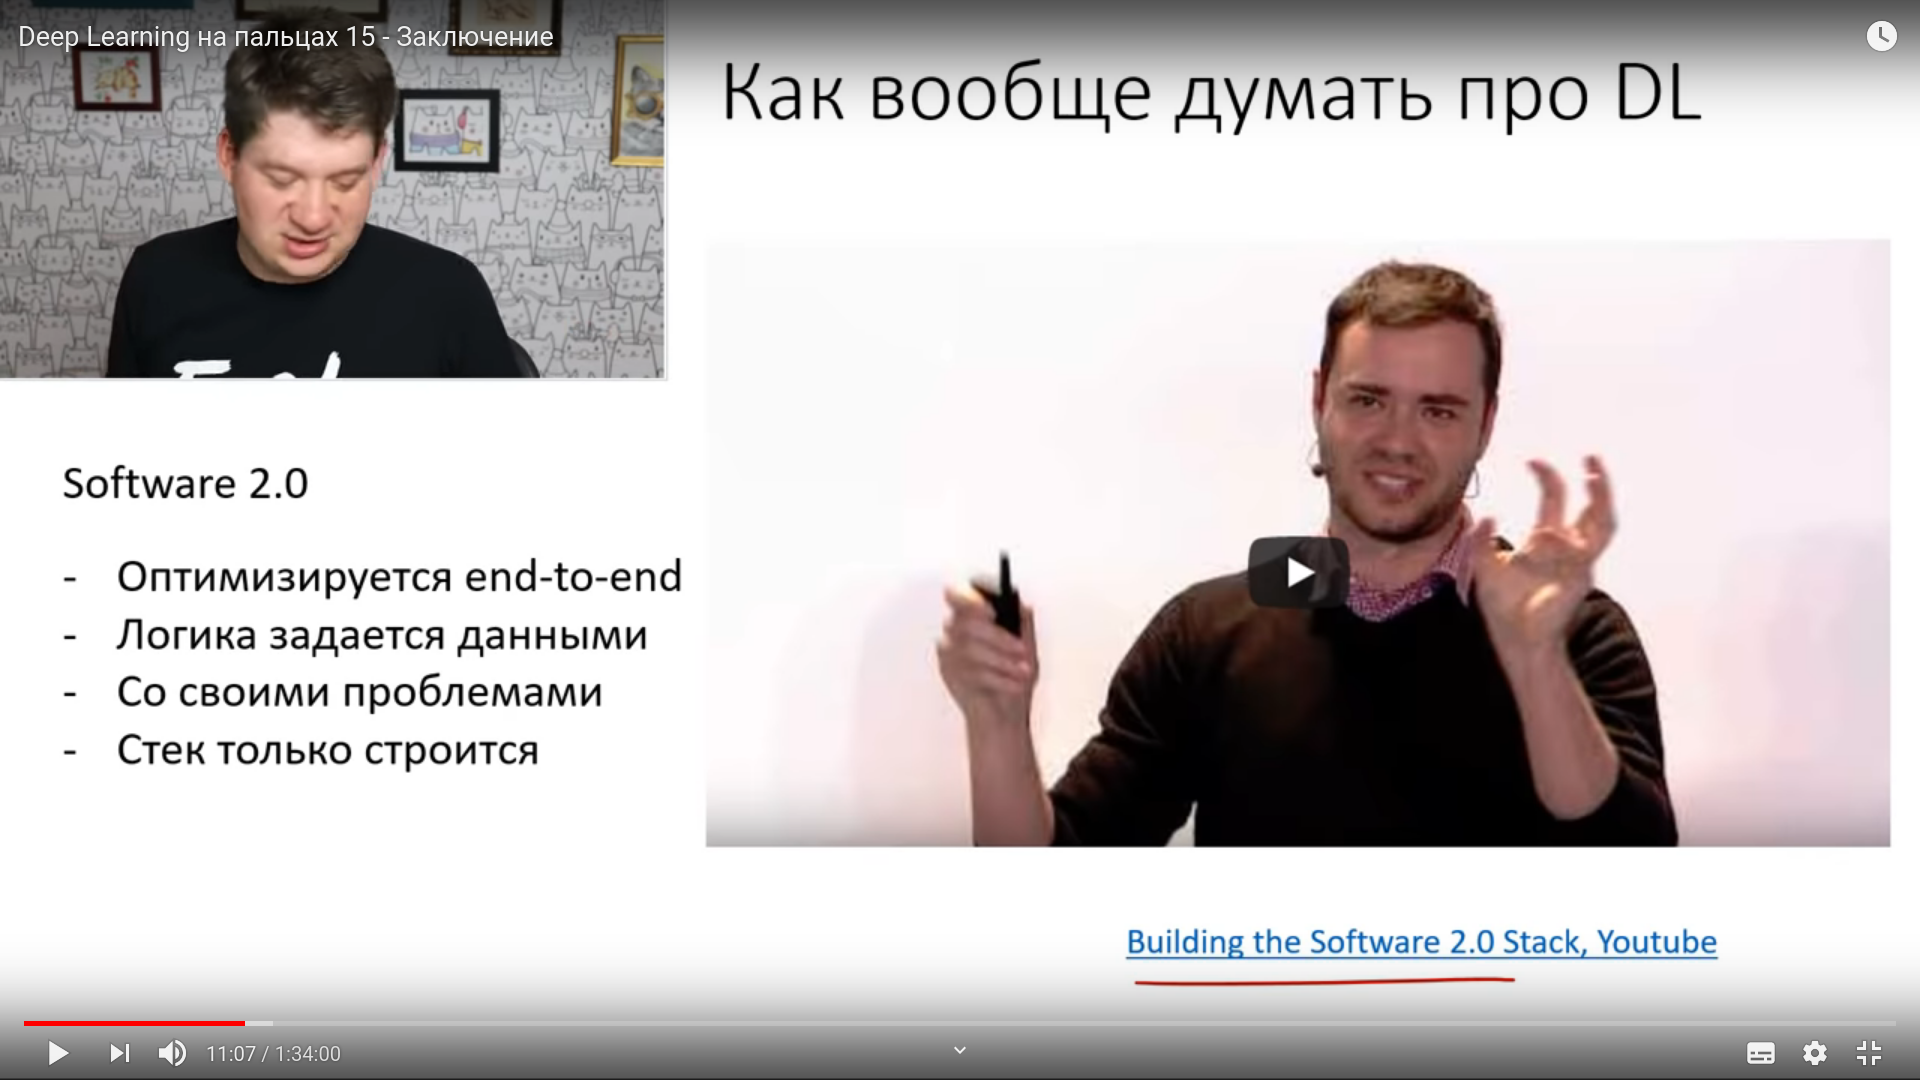 Deep Learning на пальцах 15 - Заключение
Как вообще думать про DL
Software 2.0
- Оптимизируется end-to-end
- Логика задается данными
- Со своими проблемами
- Стек только строится
Building the Software 2.0 Stack, Youtube
11:07 / 1:34:00